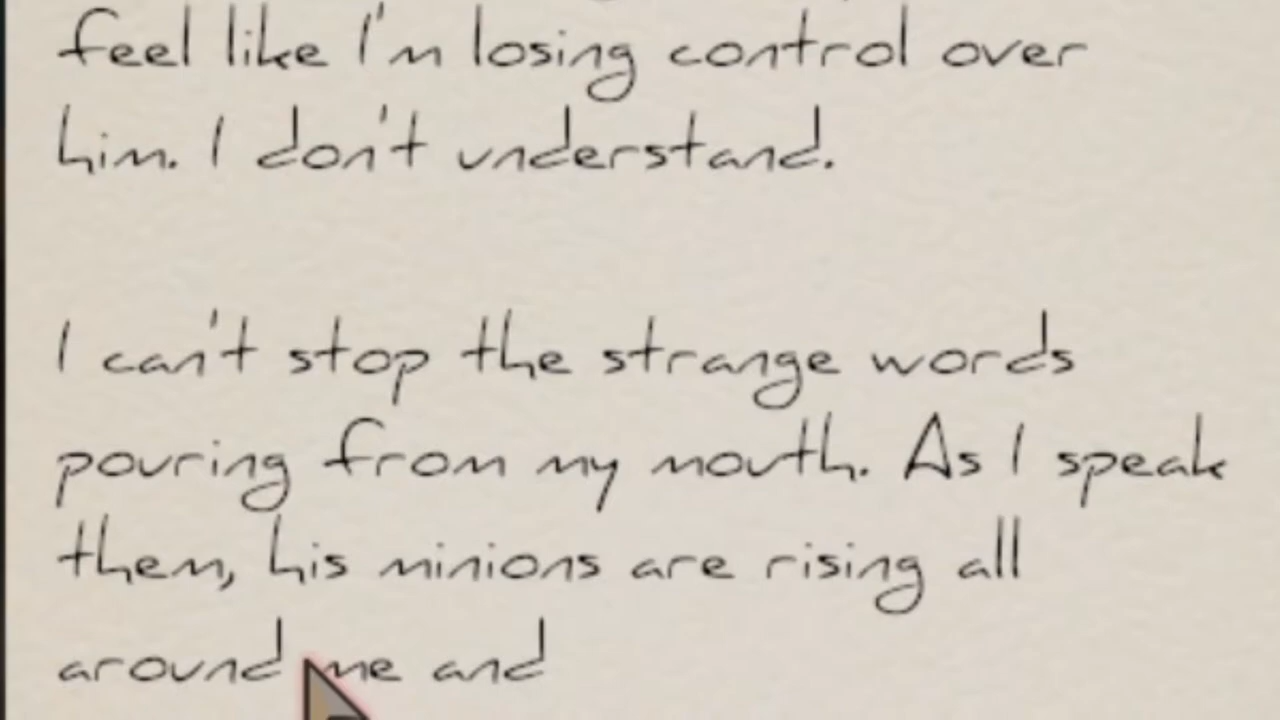 feel like I'm losing control over
him. I don't understand.
I can't stop the strange words
pouring from my mouth. As I speak
them, his minions are rising all
around me and